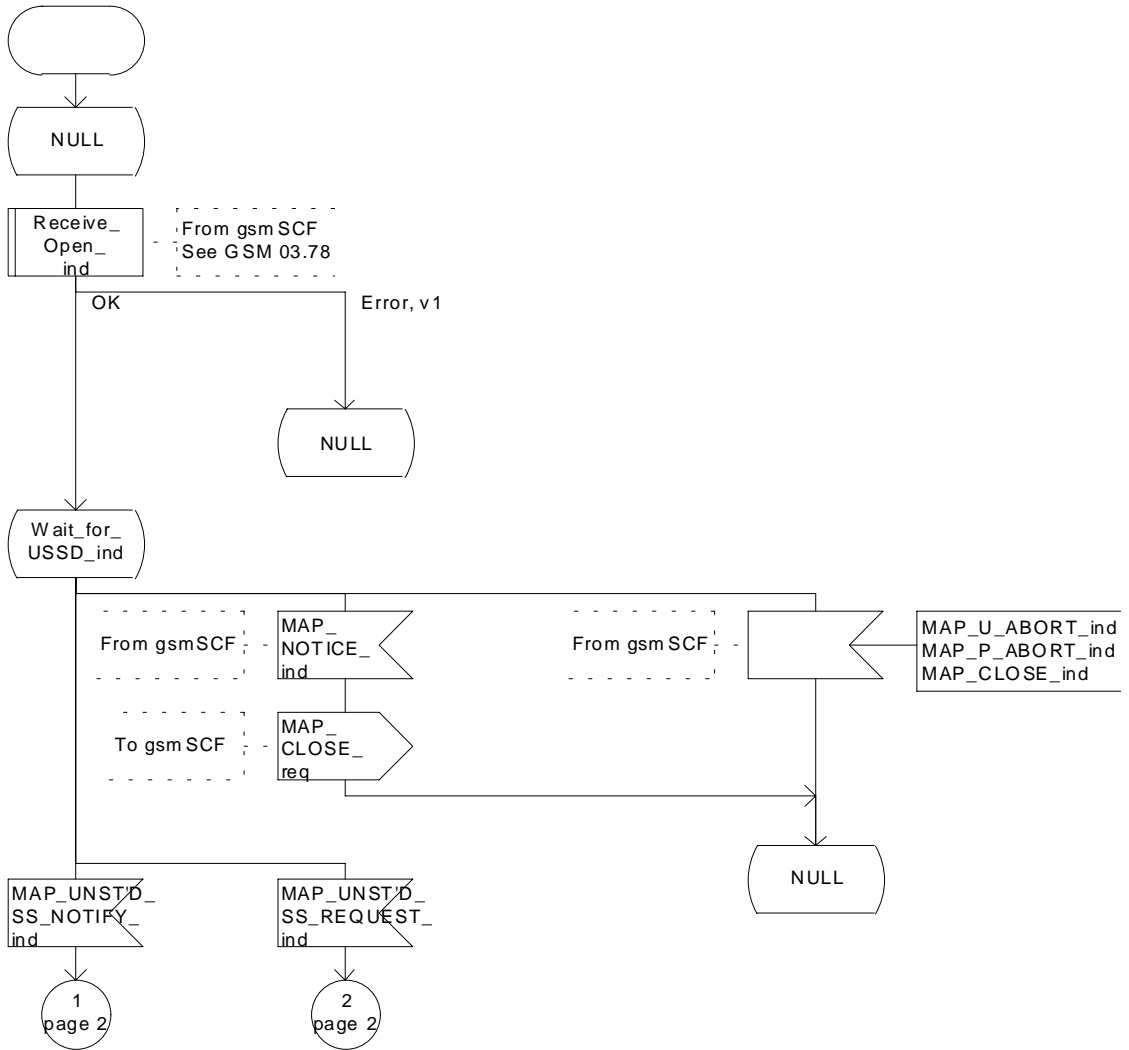 NULL
Receive_
Open_
ind
From gsmSCF
See GSM 03.78
OK
Error, v1
NULL
Wait_for_
USSD_ind
From gsmSCF
MAP_
NOTICE_
ind
From gsmSCF
MAP_U_ABORT_ind
MAP_P_ABORT_ind
MAP_CLOSE_ind
To gsmSCF
MAP_
CLOSE_
req
NULL
MAP_UNST'D_
SS_NOTIFY_
ind
MAP_UNST'D_
SS_REQUEST_
ind
1
page 2
2
page 2